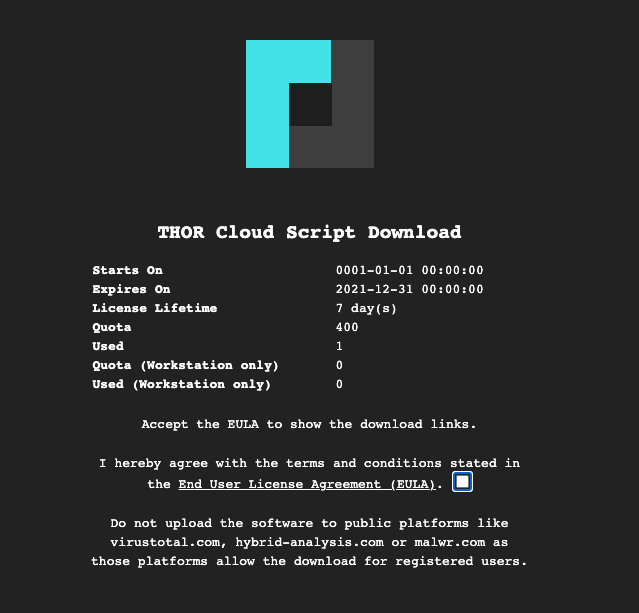 THOR Cloud Script Download
Starts On 0001-01-01 00:00:00
Expires On 2021-12-31 00:00:00
License Lifetime 7 day(s)
Quota 400
Used 1
Quota (Workstation only) 0
Used (Workstation only) 0
Accept the EULA to show the download links.
I hereby agree with the terms and conditions stated in
the End User License Agreement (EULA).
Do not upload the software to public platforms like
virustotal.com, hybrid-analysis.com or malwr.com as
those platforms allow the download for registered users.